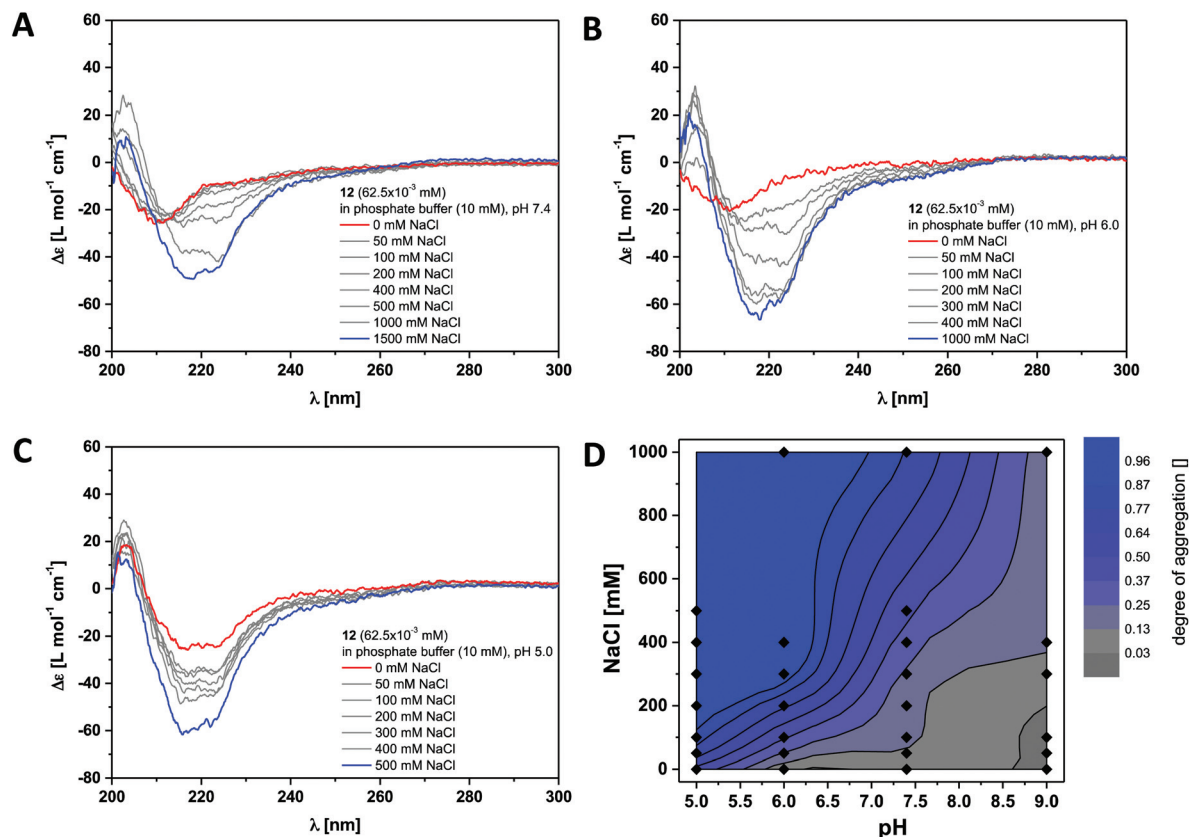 A
60
40
20
0
-20
-40
-60
-80
Δε [L mol⁻¹ cm⁻¹]
12 (62.5x10⁻³ mM)
in phosphate buffer (10 mM), pH 7.4
0 mM NaCl
50 mM NaCl
100 mM NaCl
200 mM NaCl
400 mM NaCl
500 mM NaCl
1000 mM NaCl
1500 mM NaCl
200 220 240 260 280 300
λ [nm]
B
60
40
20
0
-20
-40
-60
-80
Δε [L mol⁻¹ cm⁻¹]
12 (62.5x10⁻³ mM)
in phosphate buffer (10 mM), pH 6.0
0 mM NaCl
50 mM NaCl
100 mM NaCl
200 mM NaCl
300 mM NaCl
400 mM NaCl
1000 mM NaCl
200 220 240 260 280 300
λ [nm]
C
60
40
20
0
-20
-40
-60
-80
Δε [L mol⁻¹ cm⁻¹]
12 (62.5x10⁻³ mM)
in phosphate buffer (10 mM), pH 5.0
0 mM NaCl
50 mM NaCl
100 mM NaCl
200 mM NaCl
300 mM NaCl
400 mM NaCl
500 mM NaCl
200 220 240 260 280 300
λ [nm]
D
1000
800
600
400
200
0
NaCl [mM]
5.0 5.5 6.0 6.5 7.0 7.5 8.0 8.5 9.0
pH
0.96
0.87
0.77
0.64
0.50
0.37
0.25
0.13
0.03
degree of aggregation []